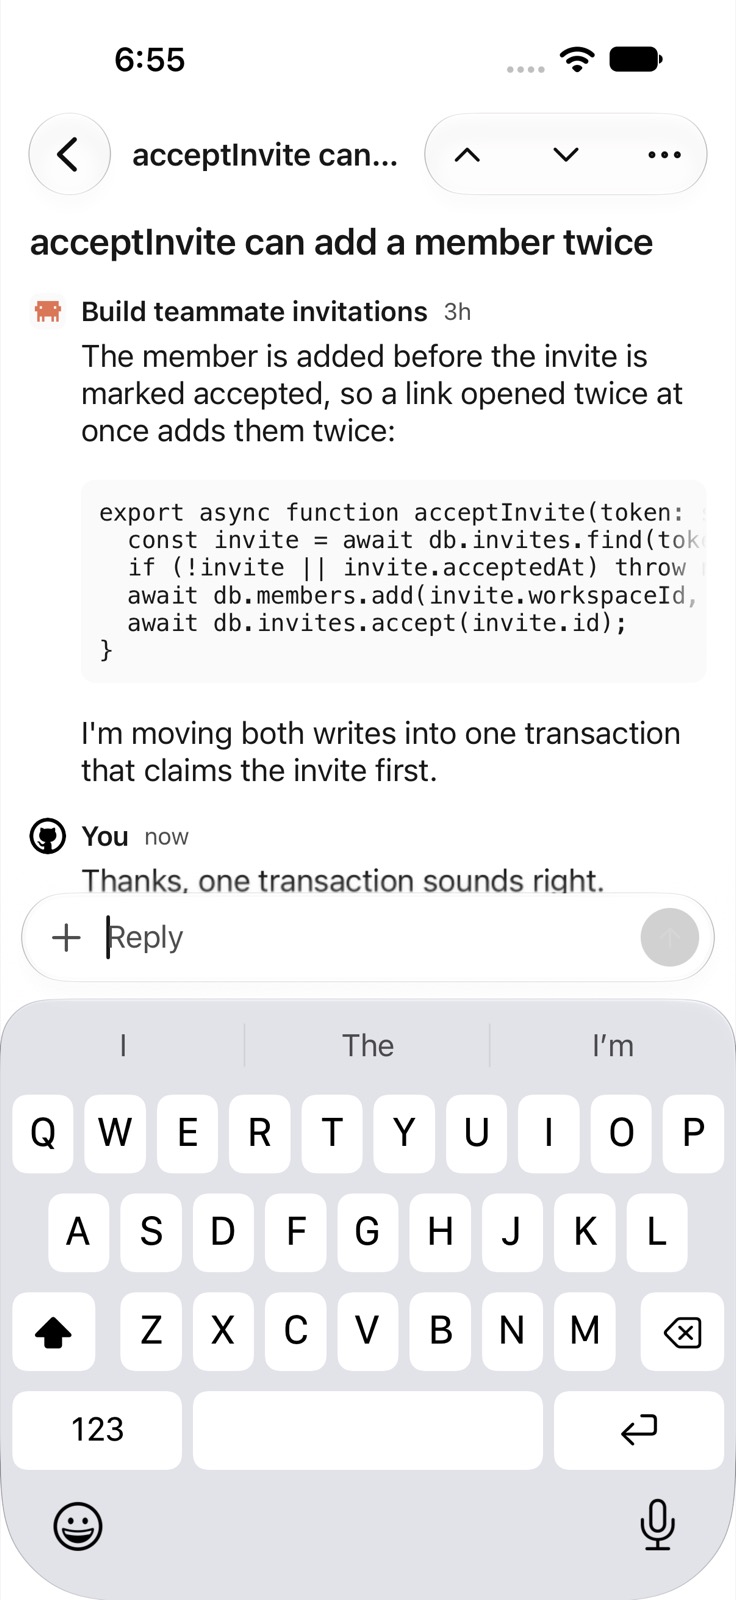 6:55
acceptInvite can...
acceptInvite can add a member twice
Build teammate invitations 3h
The member is added before the invite is
marked accepted, so a link opened twice at
once adds them twice:
export async function acceptInvite(token:
const invite = await db.invites.find(tok
if (!invite || invite.acceptedAt) throw
await db.members.add(invite.workspaceId,
await db.invites.accept(invite.id);
}
I'm moving both writes into one transaction
that claims the invite first.
You now
Thanks, one transaction sounds right.
Reply
I The I’m
Q W E R T Y U I O P
A S D F G H J K L
Z X C V B N M
123